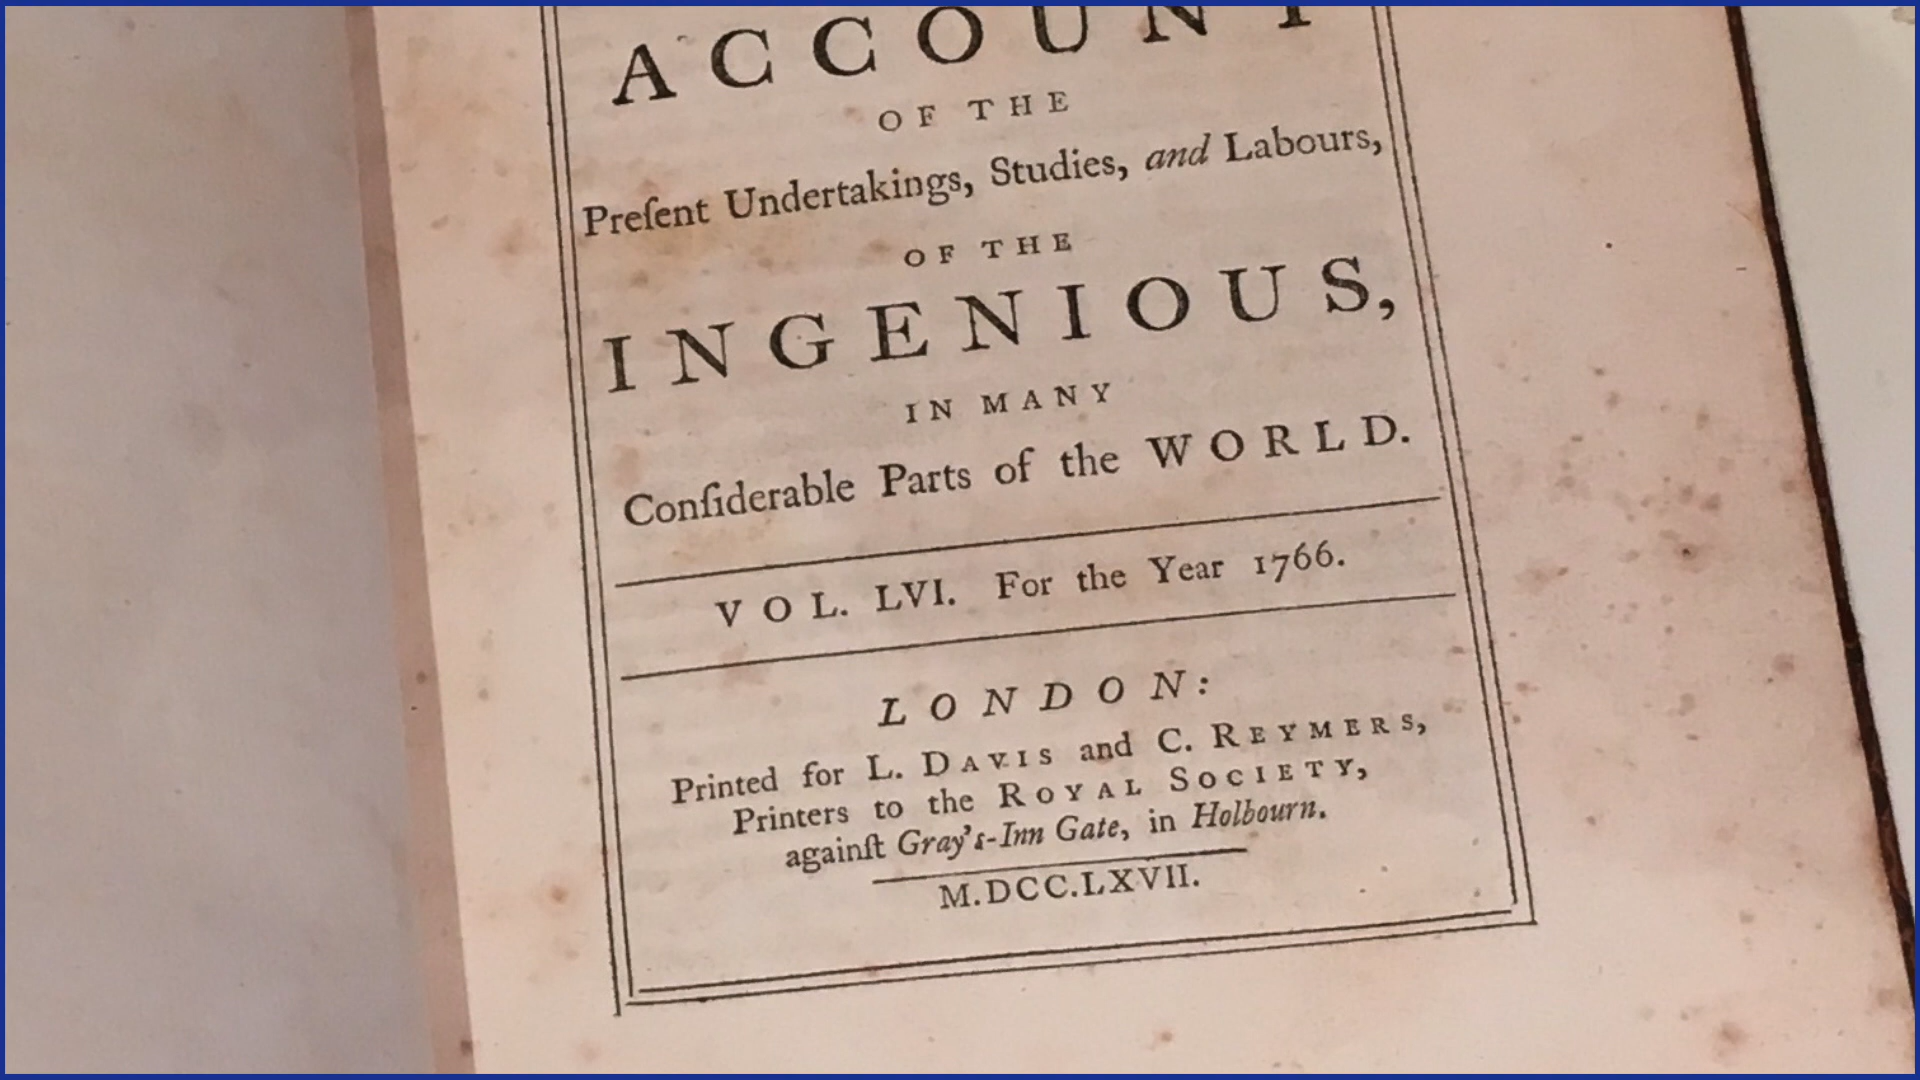 ACCOUNT
OF THE
Preſent Undertakings, Studies, and Labours,
OF THE
INGENIOUS,
IN MANY
Conſiderable Parts of the WORLD.
VOL. LVI. For the Year 1766.
LONDON:
Printed for L. DAVIS and C. REYMERS,
Printers to the ROYAL SOCIETY,
againſt Gray's-Inn Gate, in Holbourn.
M.DCC.LXVII.